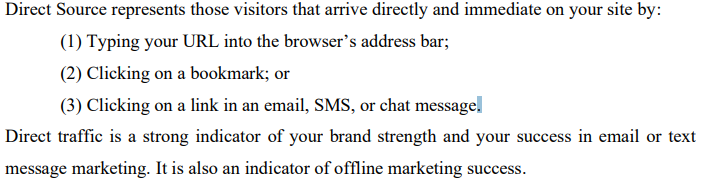 Direct Source represents those visitors that arrive directly and immediate on your site by:
(1) Typing your URL into the browser’s address bar;
(2) Clicking on a bookmark; or
(3) Clicking on a link in an email, SMS, or chat message.
Direct traffic is a strong indicator of your brand strength and your success in email or text
message marketing. It is also an indicator of offline marketing success.